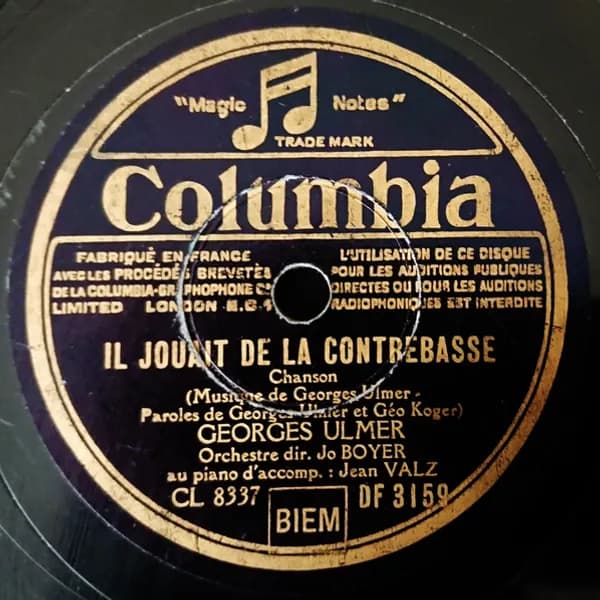 "Magic Notes"
TRADE MARK
Columbia
FABRIQUÉ EN FRANCE
AVEC LES PROCÉDÉS BREVETÉS
DE LA COLUMBIA-GRAPHOPHONE Cº
LIMITED LONDON E.C.1
L'UTILISATION DE CE DISQUE
POUR LES AUDITIONS PUBLIQUES
DIRECTES OU POUR LES AUDITIONS
RADIOPHONIQUES EST INTERDITE
IL JOUAIT DE LA CONTREBASSE
Chanson
(Musique de Georges Ulmer -
Paroles de Georges Ulmer et Géo Koger)
GEORGES ULMER
Orchestre dir. Jo BOYER
au piano d'accomp. : Jean VALZ
CL 8337 DF 3159
BIEM